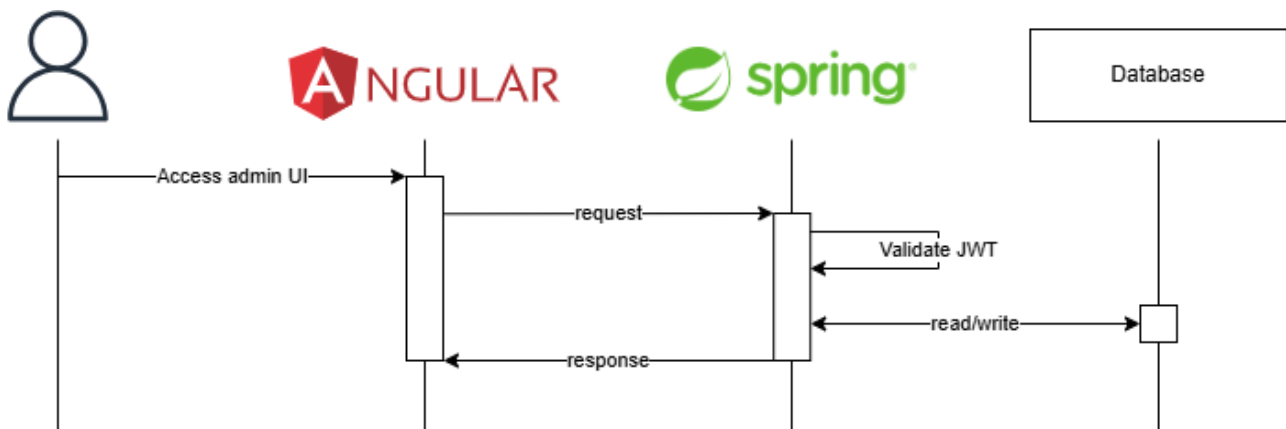 ANGULAR
spring
Database
Access admin UI
request
Validate JWT
read/write
response